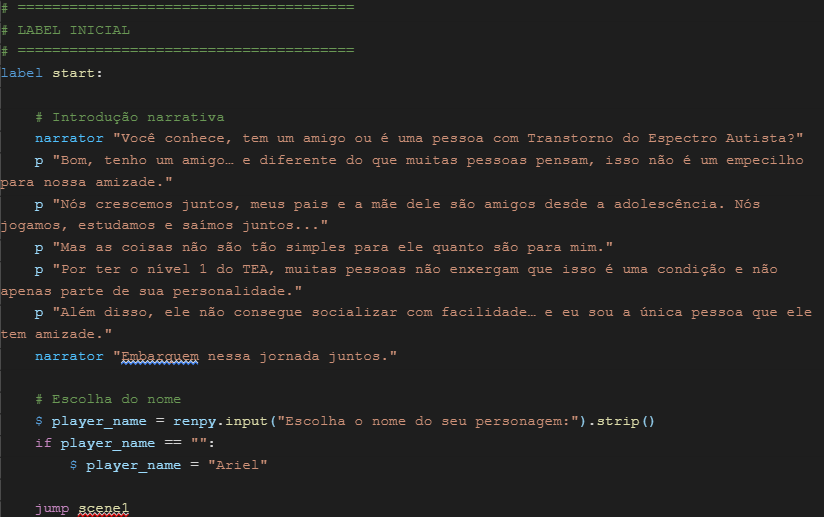 # =======================================
# LABEL INICIAL
# =======================================
label start:
# Introdução narrativa
narrator "Você conhece, tem um amigo ou é uma pessoa com Transtorno do Espectro Autista?"
p "Bom, tenho um amigo… e diferente do que muitas pessoas pensam, isso não é um empecilho
para nossa amizade."
p "Nós crescemos juntos, meus pais e a mãe dele são amigos desde a adolescência. Nós
jogamos, estudamos e saímos juntos..."
p "Mas as coisas não são tão simples para ele quanto são para mim."
p "Por ter o nível 1 do TEA, muitas pessoas não enxergam que isso é uma condição e não
apenas parte de sua personalidade."
p "Além disso, ele não consegue socializar com facilidade… e eu sou a única pessoa que ele
tem amizade."
narrator "Embarquem nessa jornada juntos."
# Escolha do nome
$ player_name = renpy.input("Escolha o nome do seu personagem:").strip()
if player_name == "":
$ player_name = "Ariel"
jump scene1